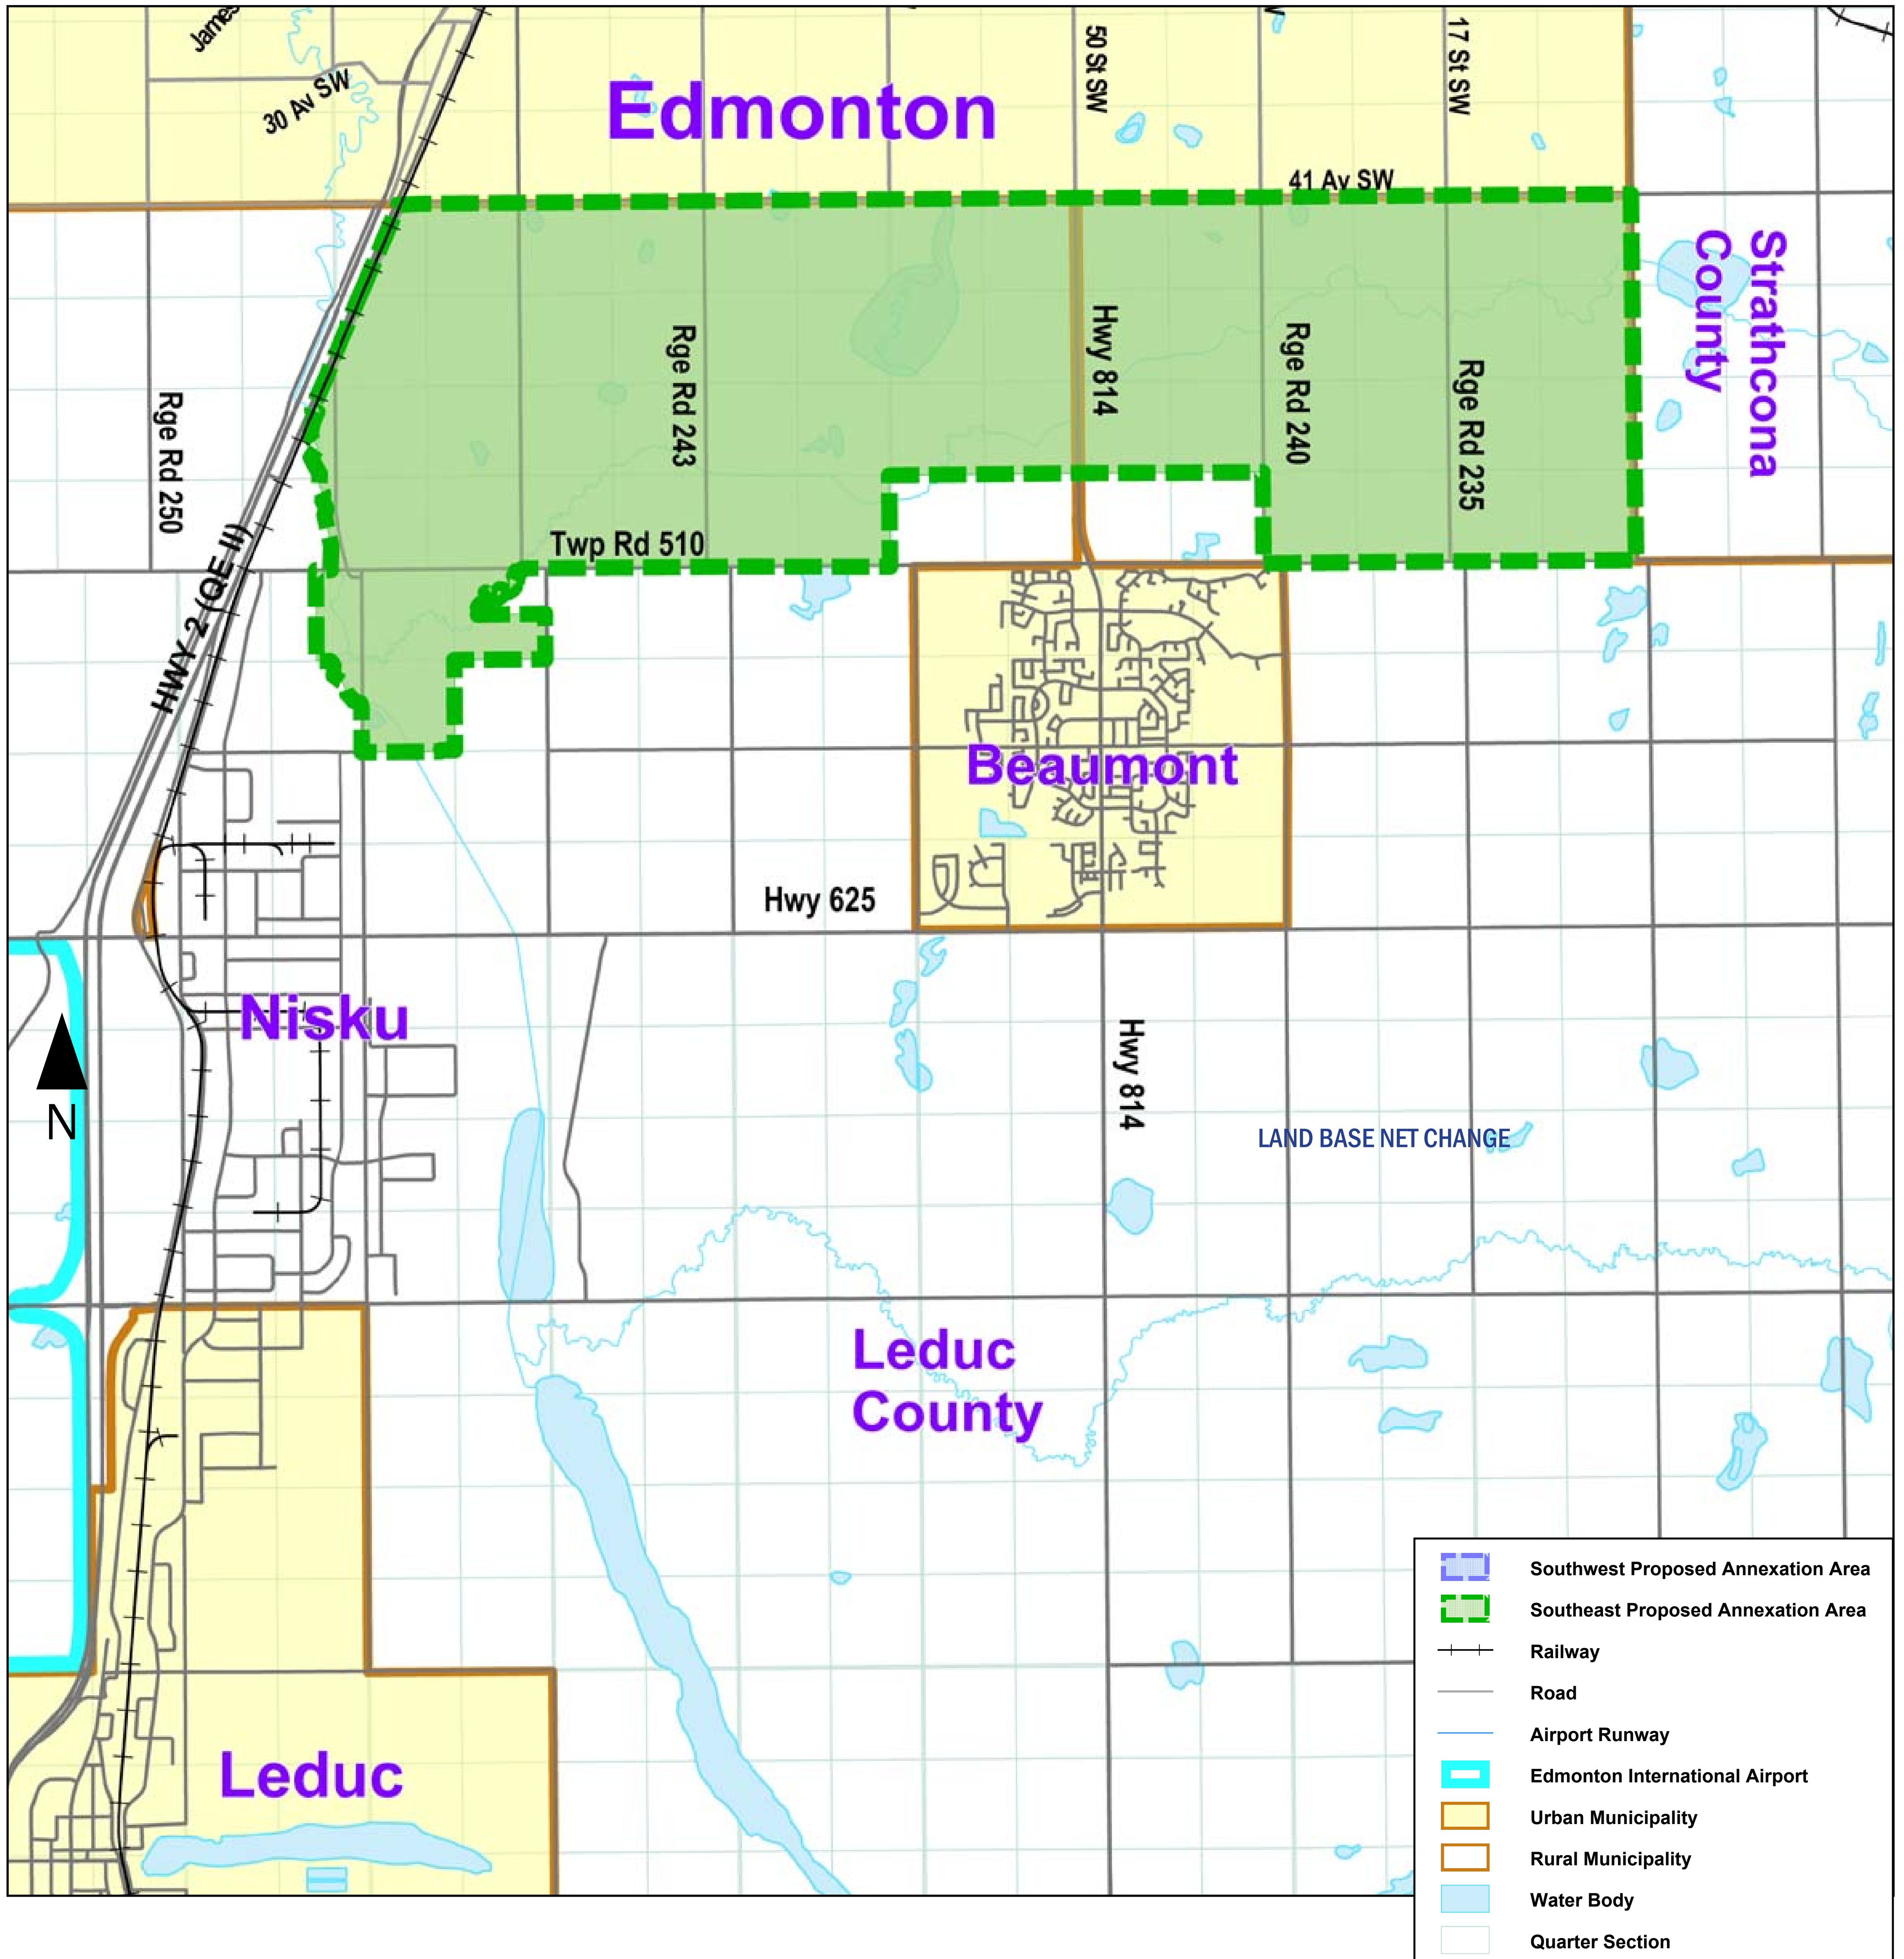 James
30 Av SW
Edmonton
50 St SW
17 St SW
41 Av SW
Strathcona
County
Rge Rd 250
Rge Rd 243
Hwy 814
Rge Rd 240
Rge Rd 235
Twp Rd 510
HWY 2 (QE II)
Beaumont
Hwy 625
Nisku
N
Hwy 814
LAND BASE NET CHANGE
Leduc
County
Leduc
Southwest Proposed Annexation Area
Southeast Proposed Annexation Area
Railway
Road
Airport Runway
Edmonton International Airport
Urban Municipality
Rural Municipality
Water Body
Quarter Section